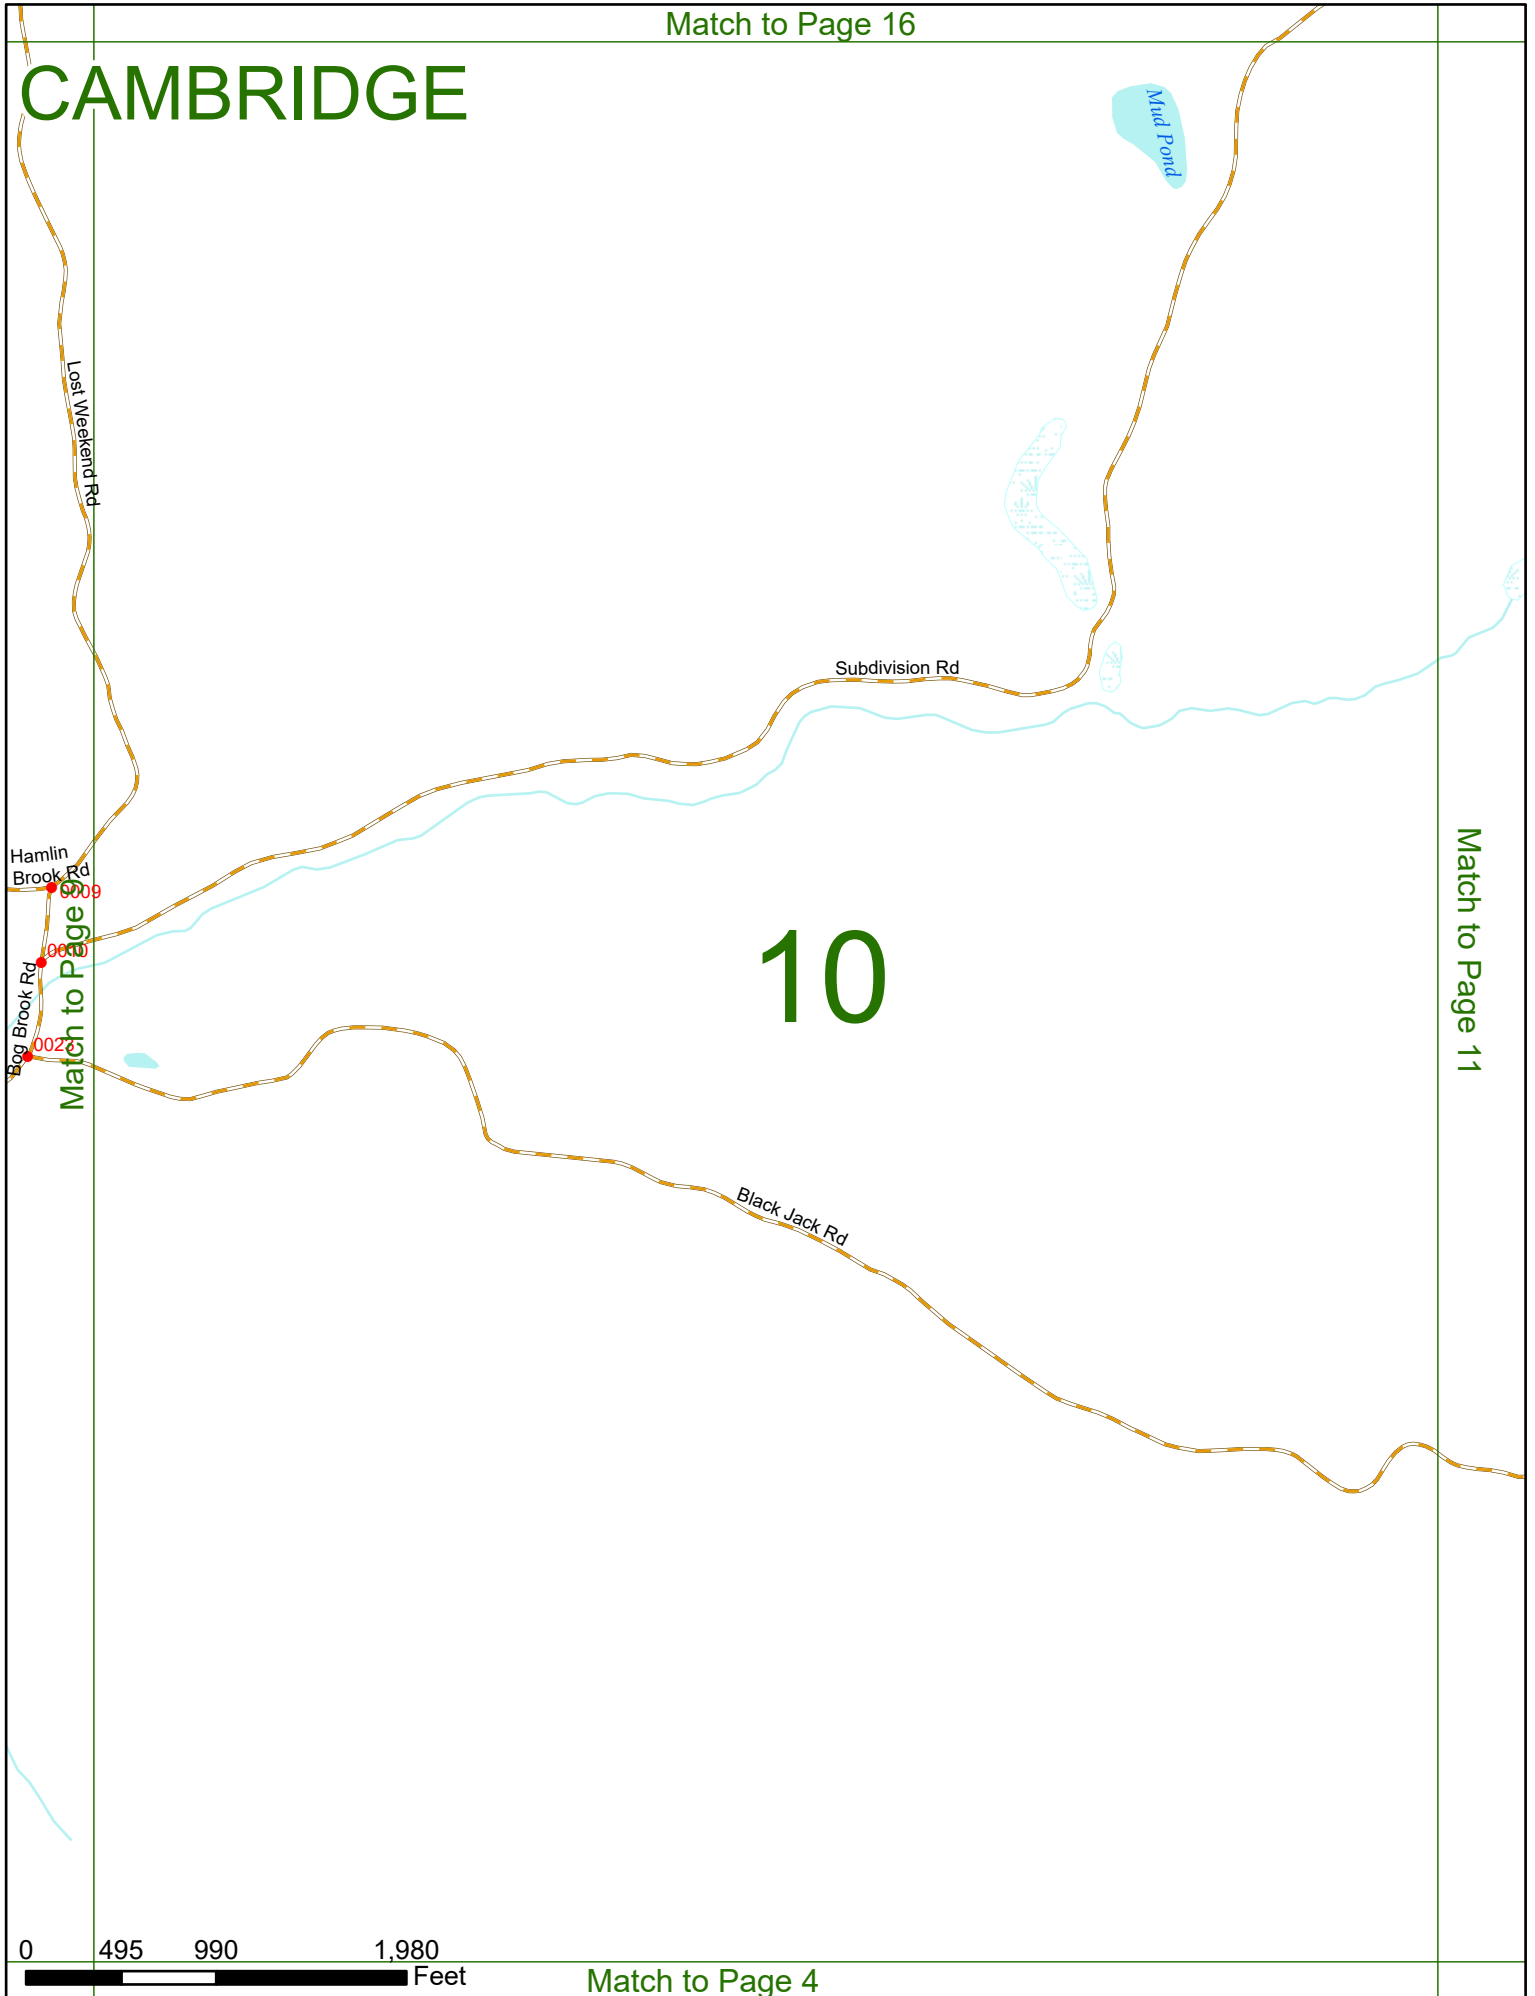 Match to Page 16
CAMBRIDGE
Mud Pond
Lost Weekend Rd
Subdivision Rd
Hamlin
Brook Rd
0009
Match to Page 9
0010
Bog Brook Rd
0023
10
Match to Page 11
Black Jack Rd
0 495 990 1,980
Feet
Match to Page 4